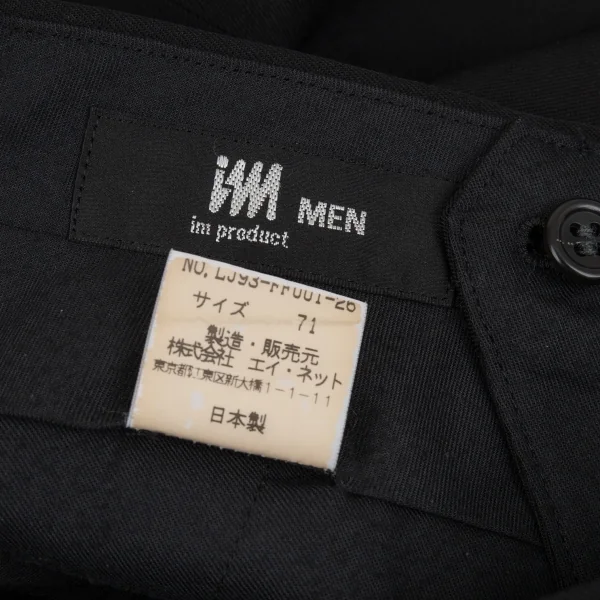 im MEN
im product
NO.LJ93-FF001-26
サイズ 71
製造・販売元
株式会社 エイ・ネット
東京都江東区新大橋1-1-11
日本製